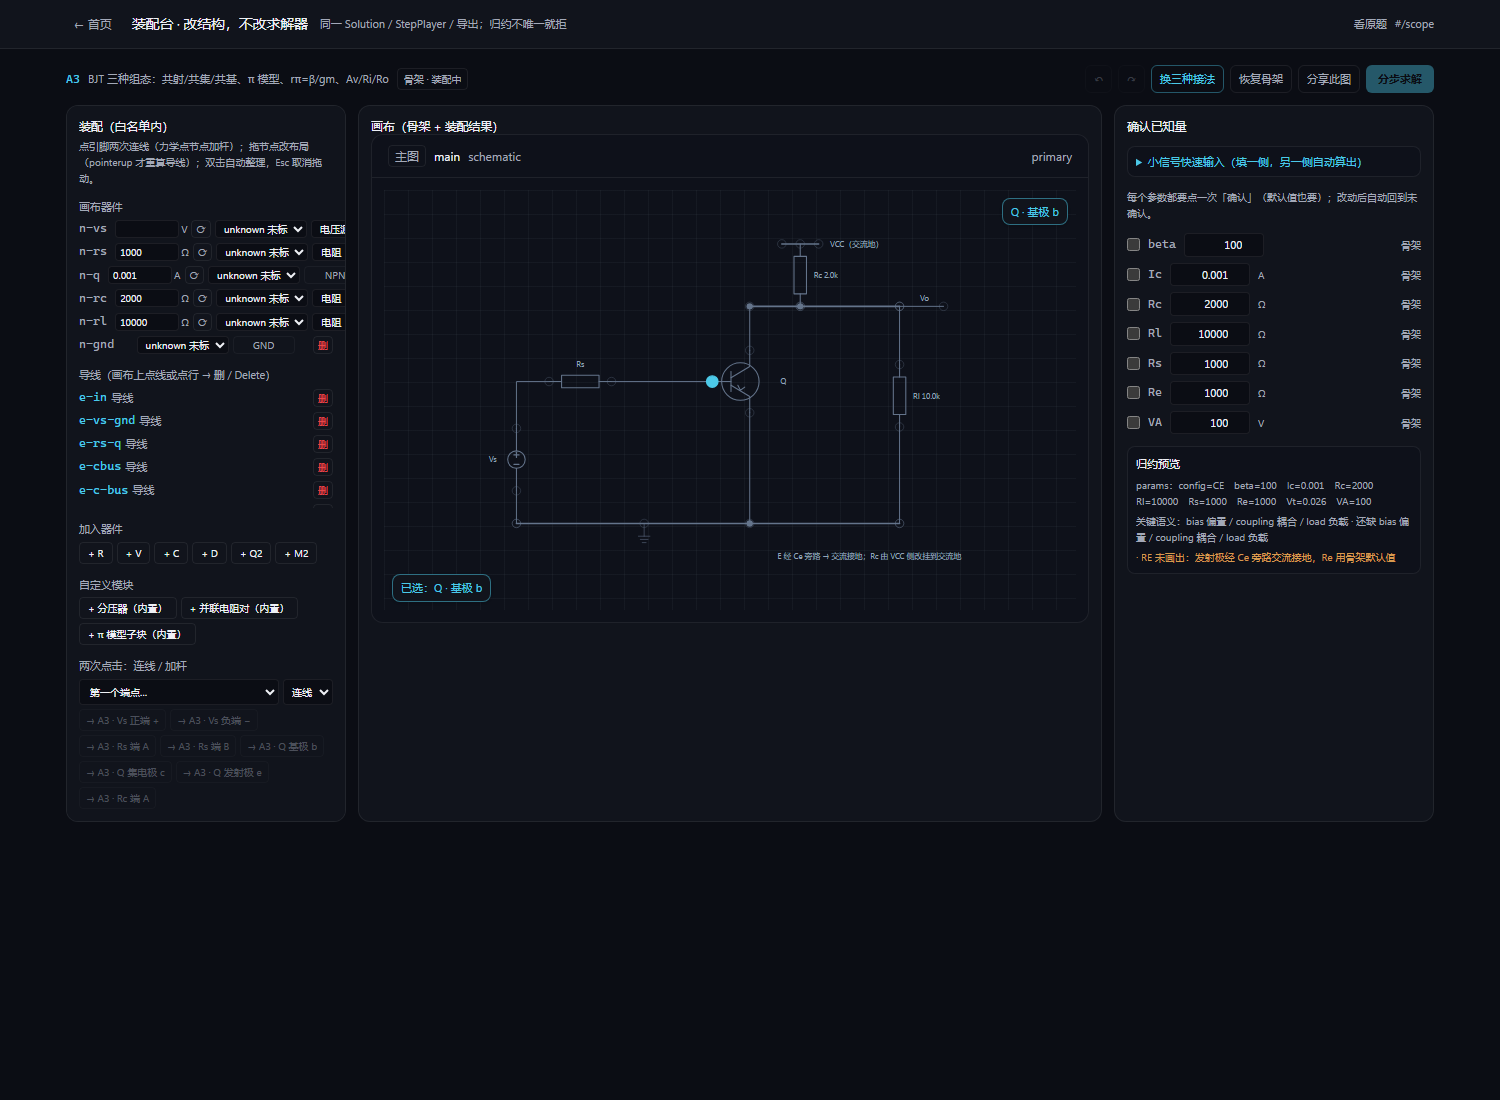 ← 首页 装配台 · 改结构，不改求解器 同一 Solution / StepPlayer / 导出；归约不唯一就拒 看原题 #/scope
A3 BJT 三种组态：共射/共集/共基、π 模型、rπ=β/gm、Av/Ri/Ro 骨架 · 装配中 ↶ ↷ 换三种接法 恢复骨架 分享此图 分步求解
装配（白名单内）
点引脚两次连线（力学点节点加杆）；拖节点改布局
（pointerup 才重算导线）；双击自动整理，Esc 取消拖
动。
画布器件
n-vs V ⟳ unknown 未标 电压源
n-rs 1000 Ω ⟳ unknown 未标 电阻
n-q 0.001 A ⟳ unknown 未标 NPN
n-rc 2000 Ω ⟳ unknown 未标 电阻
n-rl 10000 Ω ⟳ unknown 未标 电阻
n-gnd unknown 未标 GND 删
导线（画布上点线或点行 → 删 / Delete）
e-in 导线 删
e-vs-gnd 导线 删
e-rs-q 导线 删
e-cbus 导线 删
e-c-bus 导线 删
加入器件
+ R + V + C + D + Q2 + M2
自定义模块
+ 分压器（内置） + 并联电阻对（内置）
+ π 模型子块（内置）
两次点击：连线 / 加杆
第一个端点… 连线
→ A3 · Vs 正端 + → A3 · Vs 负端 −
→ A3 · Rs 端 A → A3 · Rs 端 B → A3 · Q 基极 b
→ A3 · Q 集电极 c → A3 · Q 发射极 e
→ A3 · Rc 端 A
画布（骨架 + 装配结果）
主图 main schematic primary
Q · 基极 b
VCC（交流地）
Rc 2.0k
Vo
Rs
Q
Rl 10.0k
Vs
E 经 Ce 旁路 → 交流接地；Rc 由 VCC 侧改挂到交流地
已选：Q · 基极 b
确认已知量
▶ 小信号快速输入（填一侧，另一侧自动算出）
每个参数都要点一次「确认」（默认值也要）；改动后自动回到未
确认。
beta 100 骨架
Ic 0.001 A 骨架
Rc 2000 Ω 骨架
Rl 10000 Ω 骨架
Rs 1000 Ω 骨架
Re 1000 Ω 骨架
VA 100 V 骨架
归约预览
params：config=CE beta=100 Ic=0.001 Rc=2000
Rl=10000 Rs=1000 Re=1000 Vt=0.026 VA=100
关键语义：bias 偏置 / coupling 耦合 / load 负载 · 还缺 bias 偏
置 / coupling 耦合 / load 负载
· RE 未画出：发射极经 Ce 旁路交流接地，Re 用骨架默认值